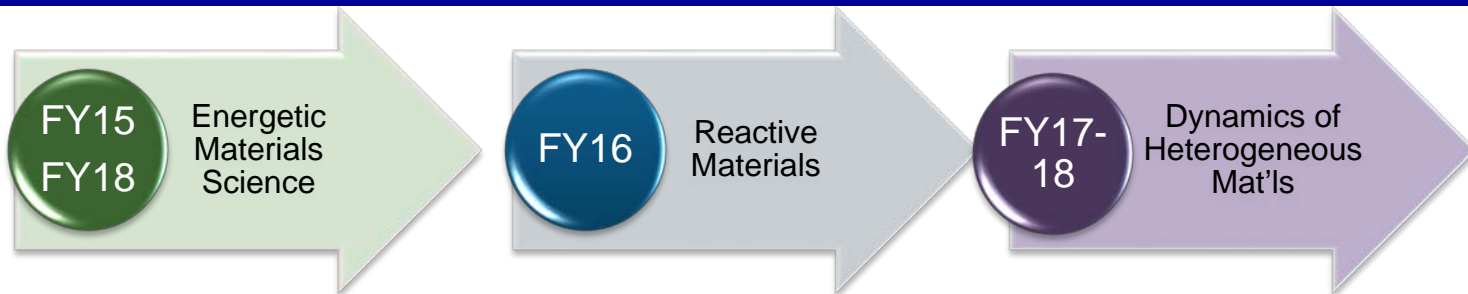 FY15
FY18
Energetic
Materials
Science
FY16
Reactive
Materials
FY17-
18
Dynamics of
Heterogeneous
Mat’ls